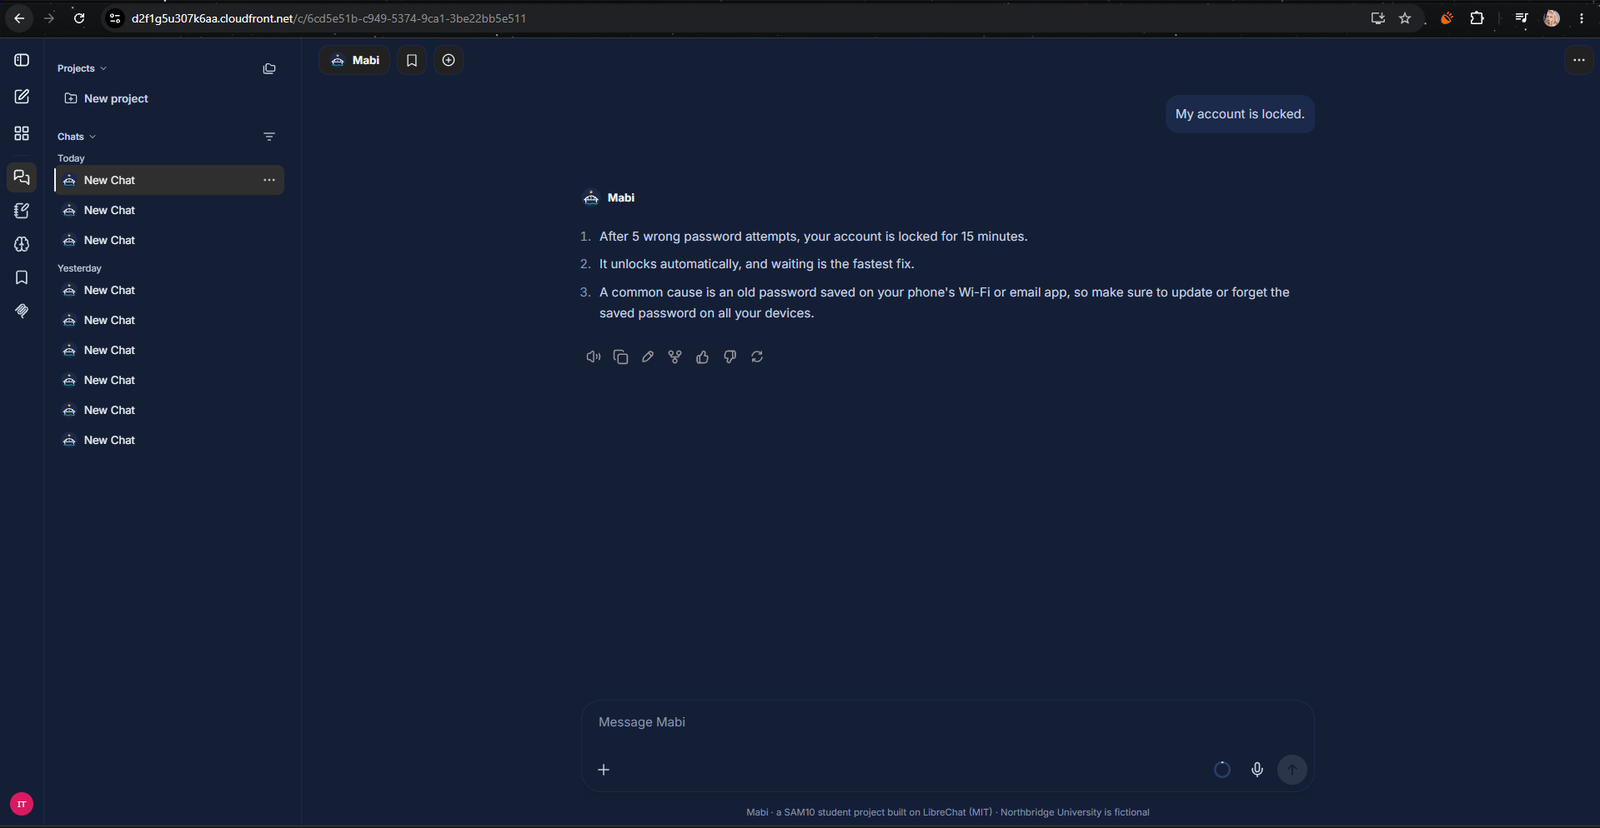 d2f1g5u307k6aa.cloudfront.net/c/6cd5e51b-c949-5374-9ca1-3be22bb5e511
Projects
New project
Chats
Today
New Chat
New Chat
New Chat
Yesterday
New Chat
New Chat
New Chat
New Chat
New Chat
New Chat
IT
Mabi
My account is locked.
Mabi
1. After 5 wrong password attempts, your account is locked for 15 minutes.
2. It unlocks automatically, and waiting is the fastest fix.
3. A common cause is an old password saved on your phone's Wi-Fi or email app, so make sure to update or forget the
saved password on all your devices.
Message Mabi
Mabi · a SAM10 student project built on LibreChat (MIT) · Northbridge University is fictional